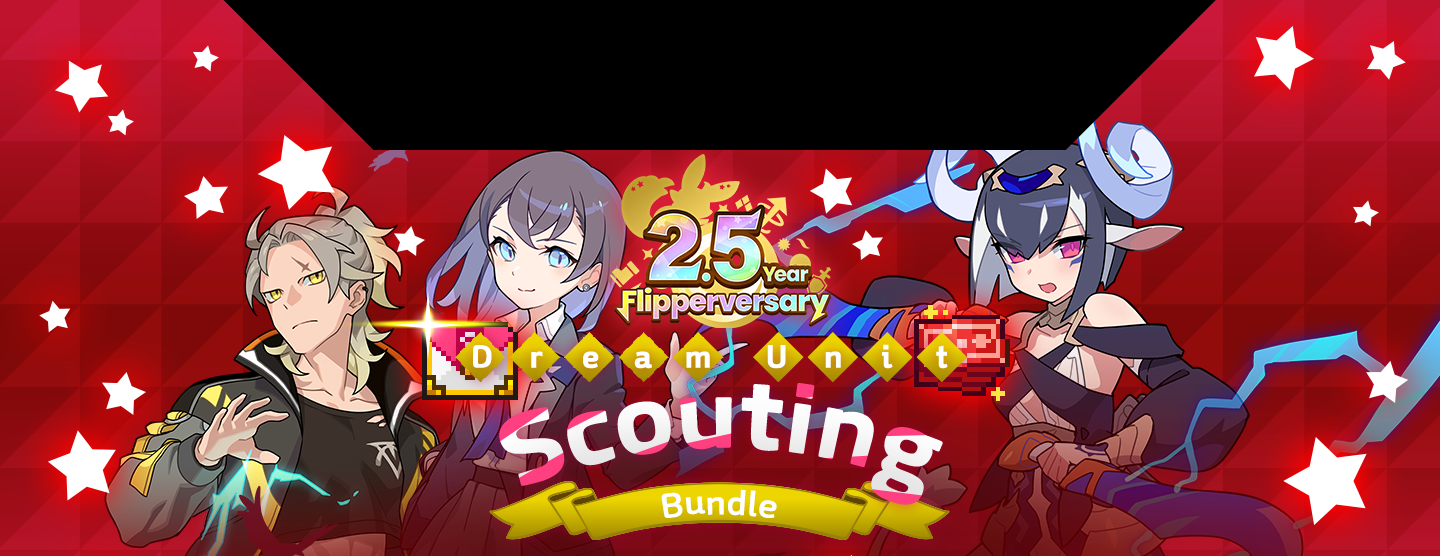 2.5 Year
Flipperversary
Dream Unit
Scouting
Bundle